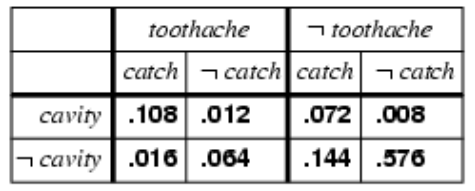 toothache ¬ toothache
catch ¬ catch catch ¬ catch
cavity .108 .012 .072 .008
¬ cavity .016 .064 .144 .576